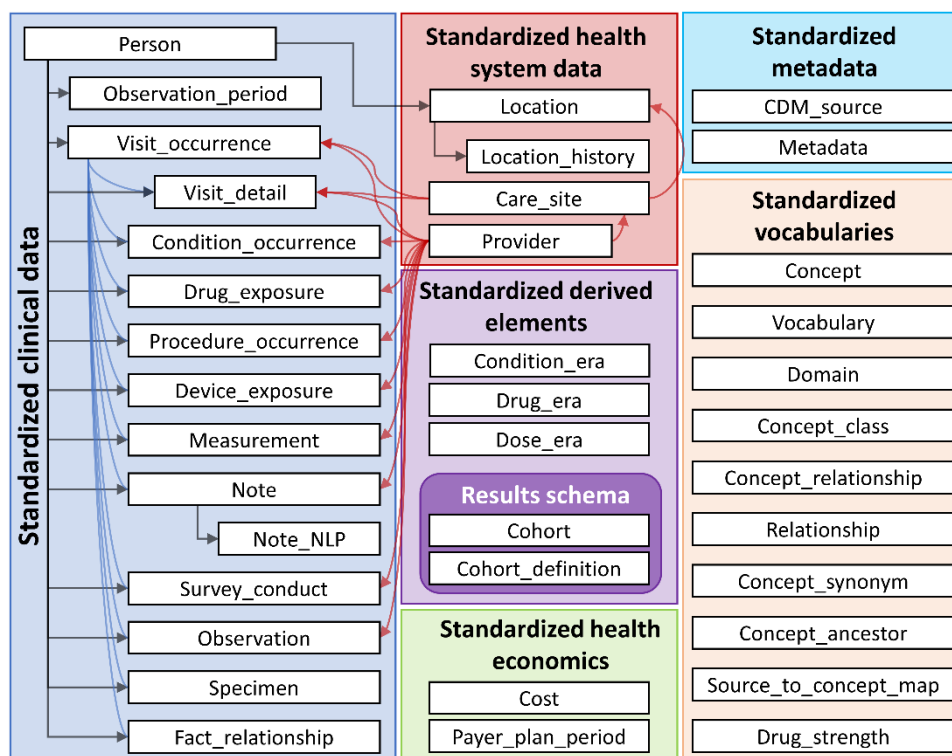 Standardized clinical data
Person
Observation_period
Visit_occurrence
Visit_detail
Condition_occurrence
Drug_exposure
Procedure_occurrence
Device_exposure
Measurement
Note
Note_NLP
Survey_conduct
Observation
Specimen
Fact_relationship
Standardized health
system data
Location
Location_history
Care_site
Provider
Standardized derived
elements
Condition_era
Drug_era
Dose_era
Results schema
Cohort
Cohort_definition
Standardized health
economics
Cost
Payer_plan_period
Standardized
metadata
CDM_source
Metadata
Standardized
vocabularies
Concept
Vocabulary
Domain
Concept_class
Concept_relationship
Relationship
Concept_synonym
Concept_ancestor
Source_to_concept_map
Drug_strength